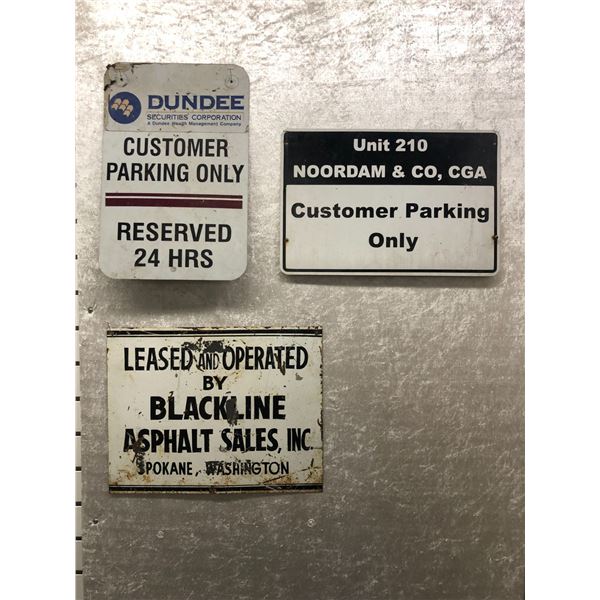 DUNDEE
SECURITIES CORPORATION
A Dundee Wealth Management Company
CUSTOMER
PARKING ONLY
RESERVED
24 HRS
Unit 210
NOORDAM & CO, CGA
Customer Parking
Only
LEASED AND OPERATED
BY
BLACKLINE
ASPHALT SALES, INC
SPOKANE, WASHINGTON